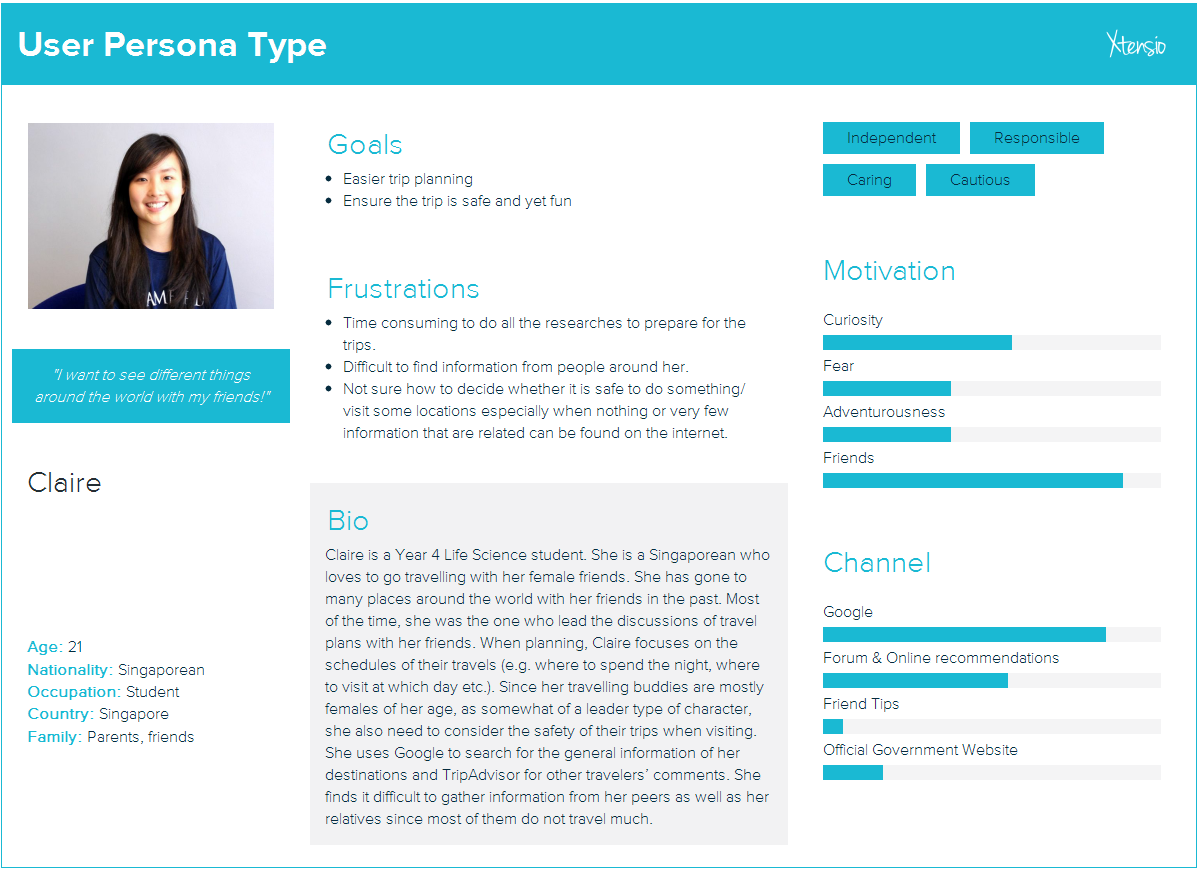 User Persona Type
Xtensio
"I want to see different things
around the world with my friends!"
Claire
Age: 21
Nationality: Singaporean
Occupation: Student
Country: Singapore
Family: Parents, friends
Goals
Easier trip planning
Ensure the trip is safe and yet fun
Frustrations
Time consuming to do all the researches to prepare for the
trips.
Difficult to find information from people around her.
Not sure how to decide whether it is safe to do something/
visit some locations especially when nothing or very few
information that are related can be found on the internet.
Bio
Claire is a Year 4 Life Science student. She is a Singaporean who
loves to go travelling with her female friends. She has gone to
many places around the world with her friends in the past. Most
of the time, she was the one who lead the discussions of travel
plans with her friends. When planning, Claire focuses on the
schedules of their travels (e.g. where to spend the night, where
to visit at which day etc.). Since her travelling buddies are mostly
females of her age, as somewhat of a leader type of character,
she also need to consider the safety of their trips when visiting.
She uses Google to search for the general information of her
destinations and TripAdvisor for other travelers’ comments. She
finds it difficult to gather information from her peers as well as her
relatives since most of them do not travel much.
Independent
Responsible
Caring
Cautious
Motivation
Curiosity
Fear
Adventurousness
Friends
Channel
Google
Forum & Online recommendations
Friend Tips
Official Government Website